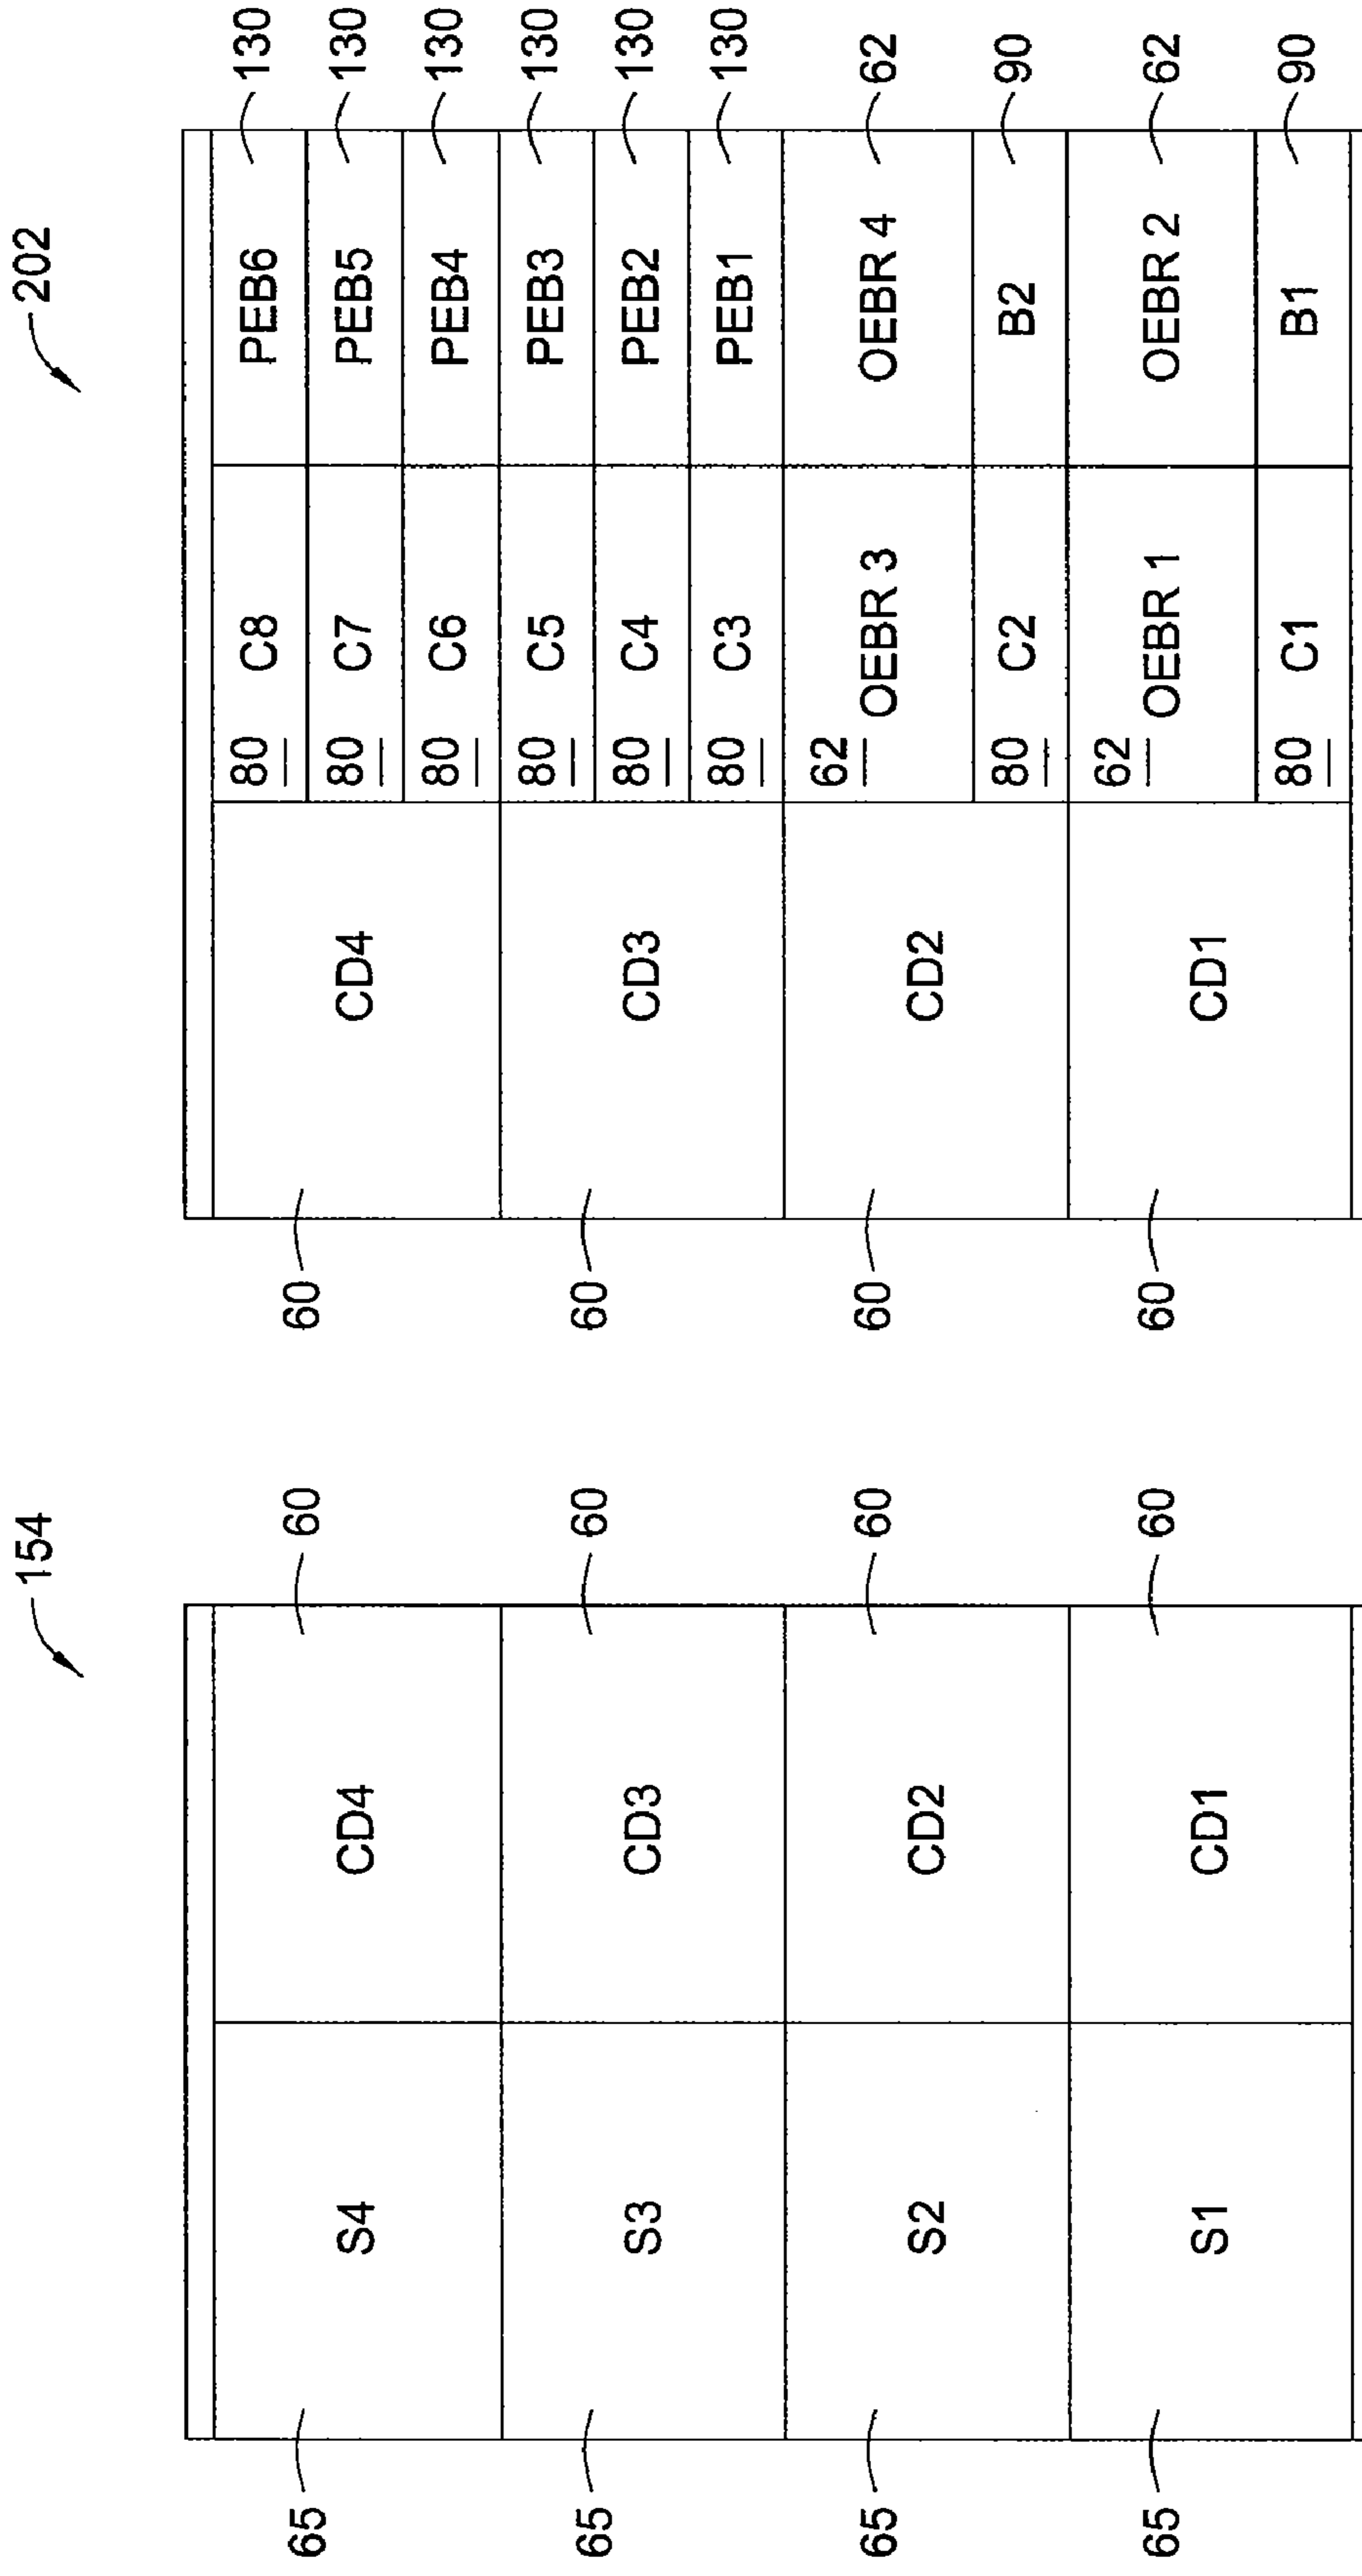 154
65 S4 CD4 60
65 S3 CD3 60
65 S2 CD2 60
65 S1 CD1 60
202
60 CD4 80 C8 PEB6 130
80 C7 PEB5 130
80 C6 PEB4 130
60 CD3 80 C5 PEB3 130
80 C4 PEB2 130
80 C3 PEB1 130
60 CD2 62 OEBR 3 OEBR 4 62
80 C2 B2 90
60 CD1 62 OEBR 1 OEBR 2 62
80 C1 B1 90